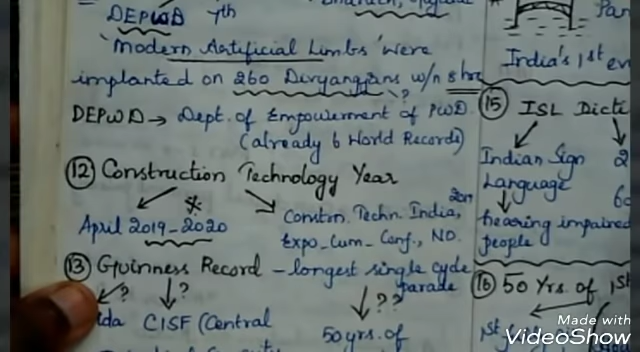 DEPwD 7th
'Modern Artificial Limbs' were
implanted on 260 Divyangjans w/n 8 hrs
?
DEPwD → Dept. of Empowerment of PWD.
(already 6 World Records)
⑫ Construction Technology Year
April 2019-2020
Constrn. Techn. India,
Expo_Cum_Conf., ND.
⑬ Guinness Record - longest single cycle
parade
? ? ??
CISF (Central
50 yrs. of
India's 1st
⑮ ISL Dicti
Indian Sign
Language
hearing impaired
people
⑯ 50 Yrs. of 1st
1st
Made with
VideoShow